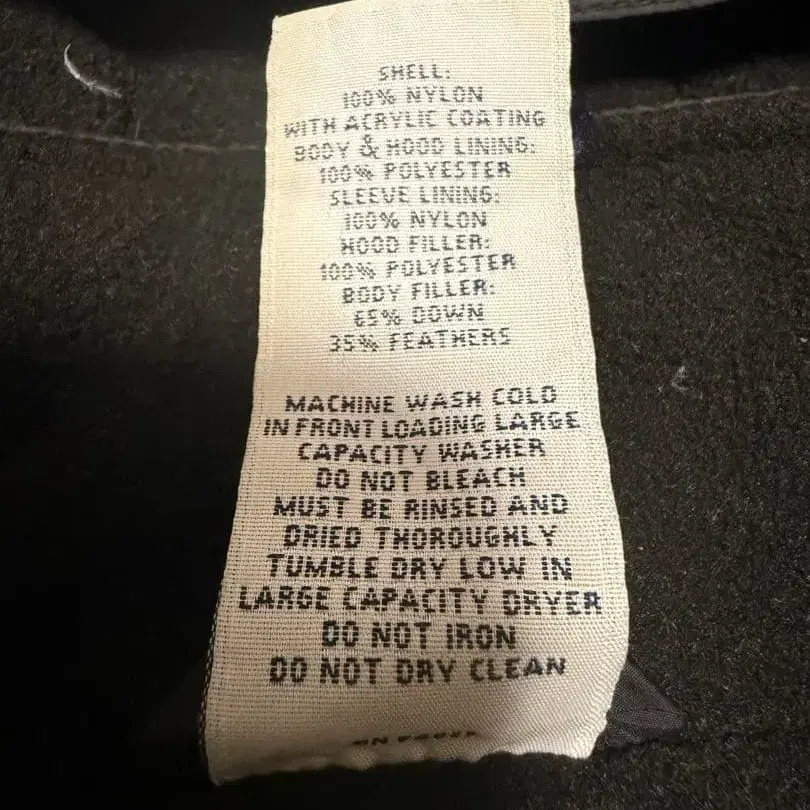 SHELL:
100% NYLON
WITH ACRYLIC COATING
BODY & HOOD LINING:
100% POLYESTER
SLEEVE LINING:
100% NYLON
HOOD FILLER:
100% POLYESTER
BODY FILLER:
65% DOWN
35% FEATHERS
MACHINE WASH COLD
IN FRONT LOADING LARGE
CAPACITY WASHER
DO NOT BLEACH
MUST BE RINSED AND
DRIED THOROUGHLY
TUMBLE DRY LOW IN
LARGE CAPACITY DRYER
DO NOT IRON
DO NOT DRY CLEAN